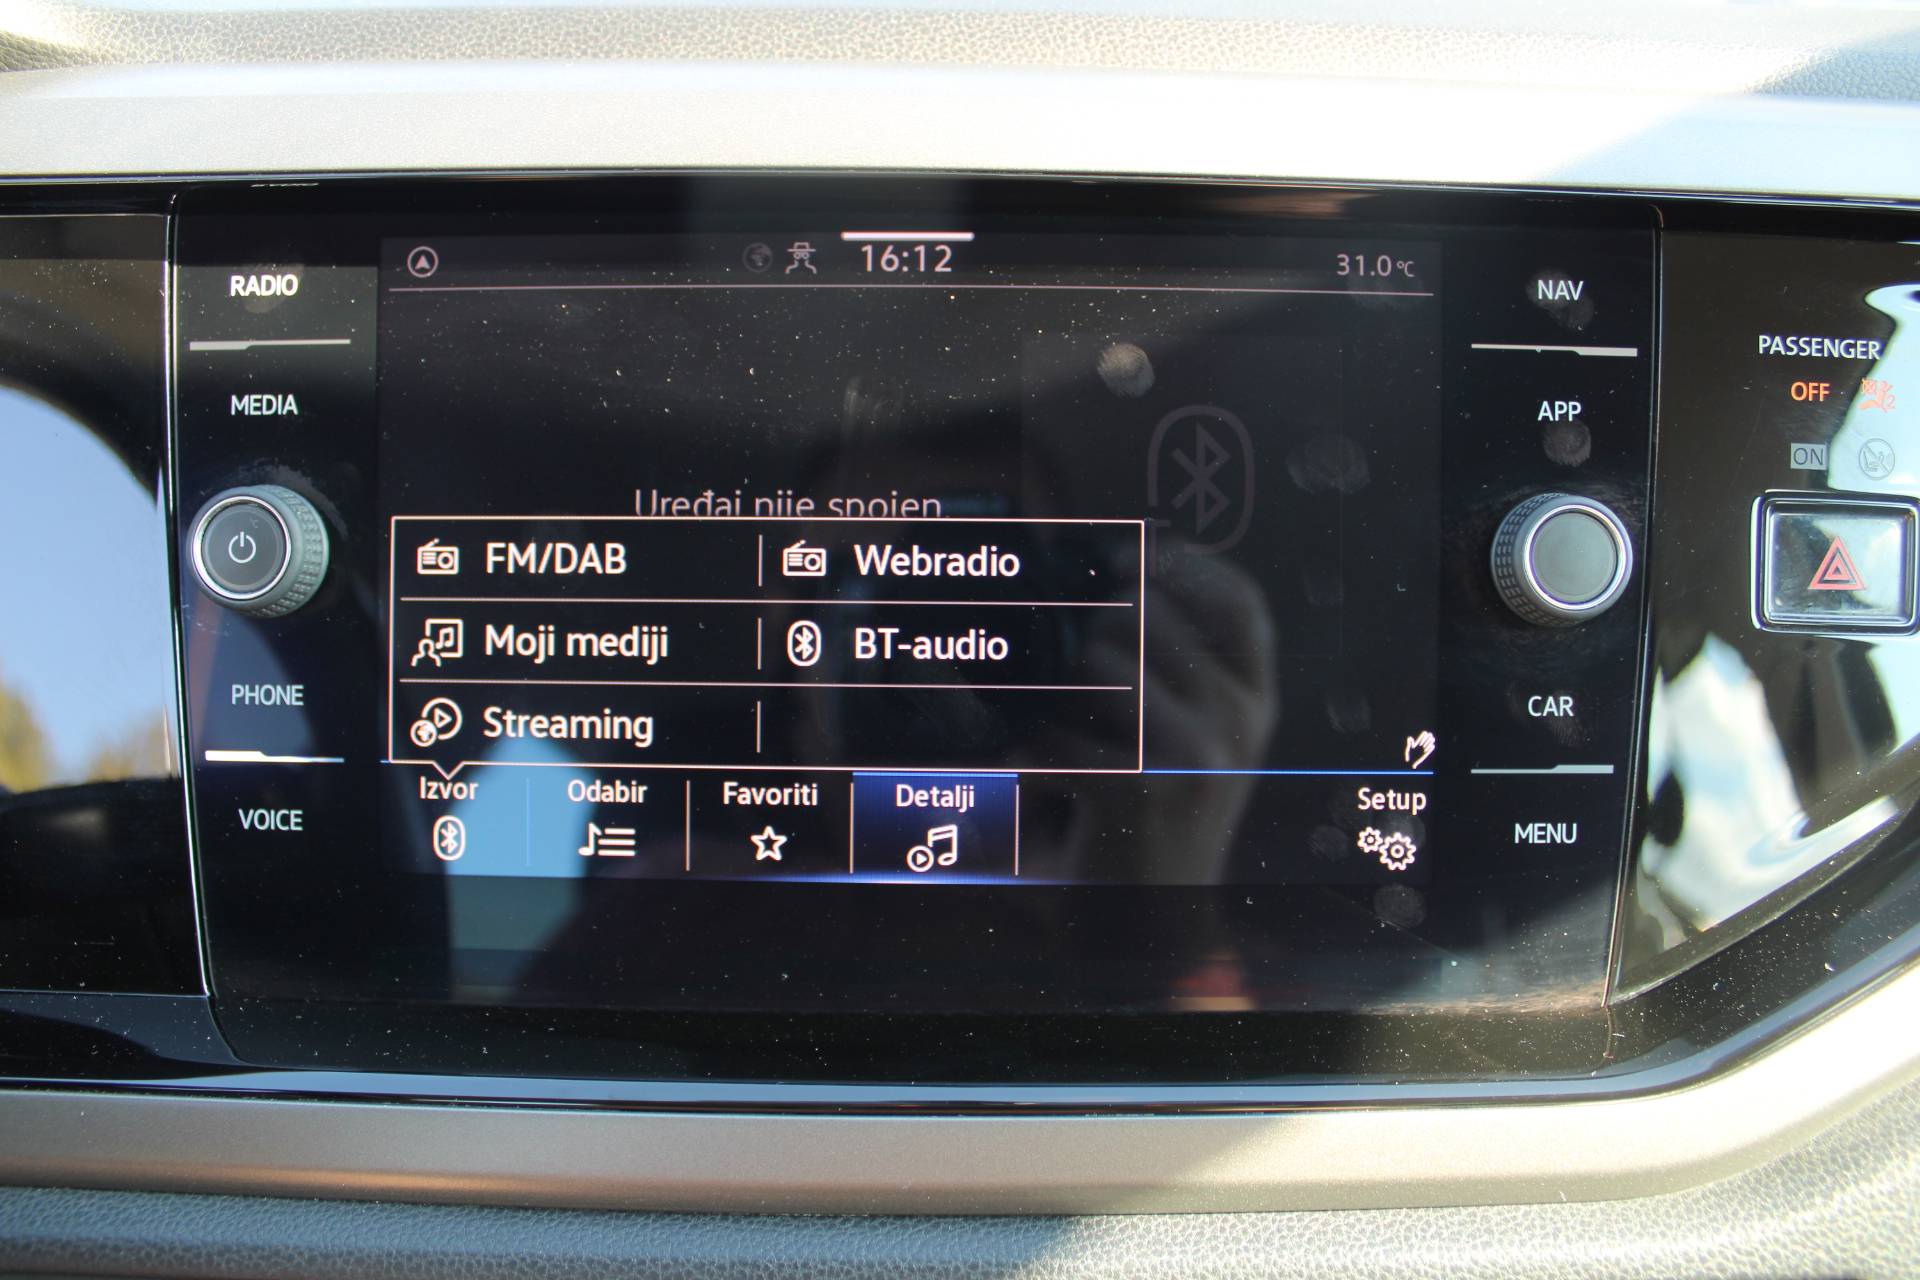 RADIO
MEDIA
PHONE
VOICE
16:12
31.0 °C
Uređaj nije spojen.
FM/DAB
Webradio
Moji mediji
BT-audio
Streaming
Izvor
Odabir
Favoriti
Detalji
Setup
NAV
APP
CAR
MENU
PASSENGER
OFF
ON